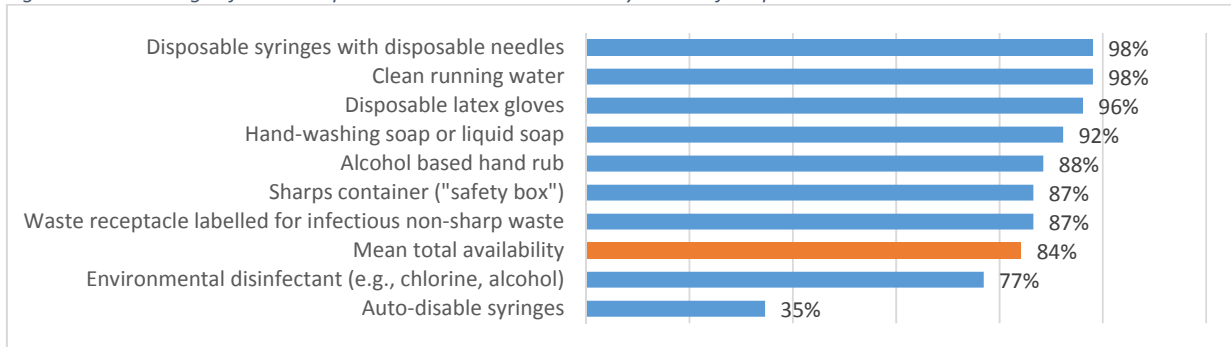 Disposable syringes with disposable needles 98%
Clean running water 98%
Disposable latex gloves 96%
Hand-washing soap or liquid soap 92%
Alcohol based hand rub 88%
Sharps container ("safety box") 87%
Waste receptacle labelled for infectious non-sharp waste 87%
Mean total availability 84%
Environmental disinfectant (e.g., chlorine, alcohol) 77%
Auto-disable syringes 35%